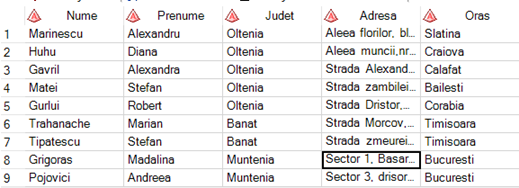 Nume Prenume Judet Adresa Oras
1 Marinescu Alexandru Oltenia Aleea florilor, bl... Slatina
2 Huhu Diana Oltenia Aleea muncii,nr... Craiova
3 Gavril Alexandra Oltenia Strada Alexand... Calafat
4 Matei Stefan Oltenia Strada zambilei... Bailesti
5 Gurlui Robert Oltenia Strada Dristor,... Corabia
6 Trahanache Marian Banat Strada Morcov,... Timisoara
7 Tipatescu Stefan Banat Strada zmeurei... Timisoara
8 Grigoras Madalina Muntenia Sector 1, Basar... Bucuresti
9 Pojovici Andreea Muntenia Sector 3, drisor... Bucuresti